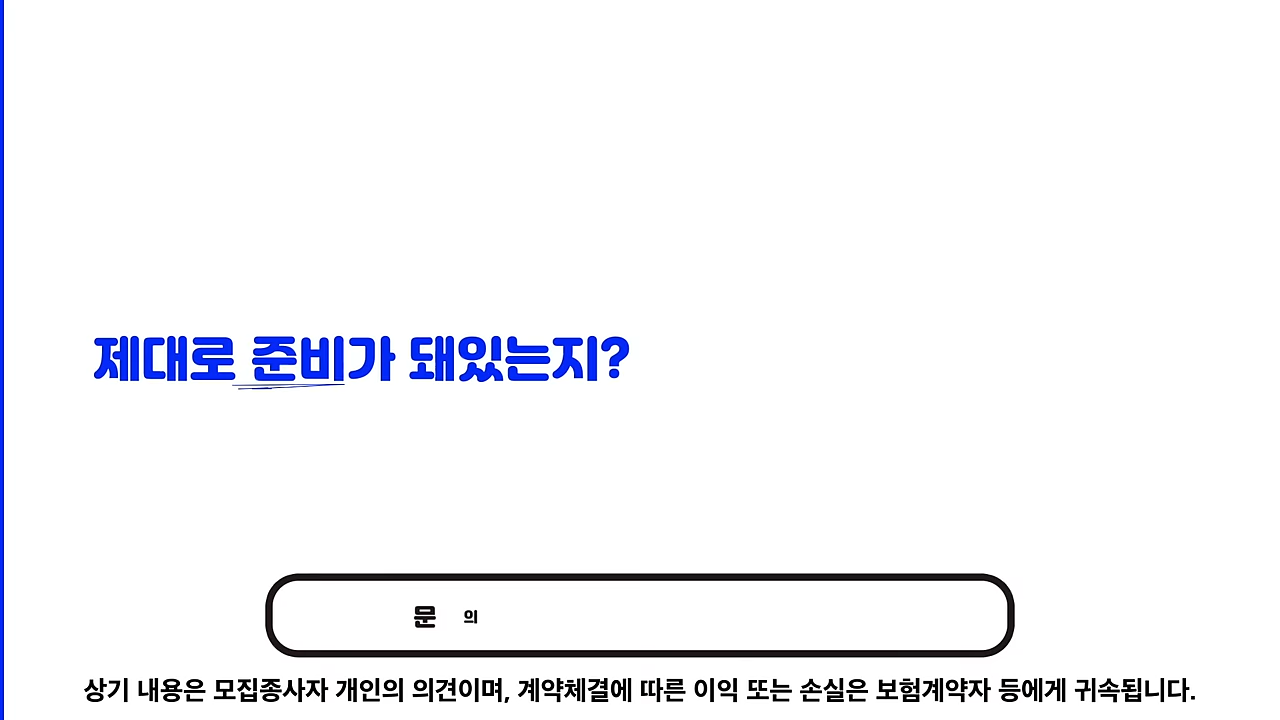 제대로 준비가 돼있는지?
문 의
상기 내용은 모집종사자 개인의 의견이며, 계약체결에 따른 이익 또는 손실은 보험계약자 등에게 귀속됩니다.